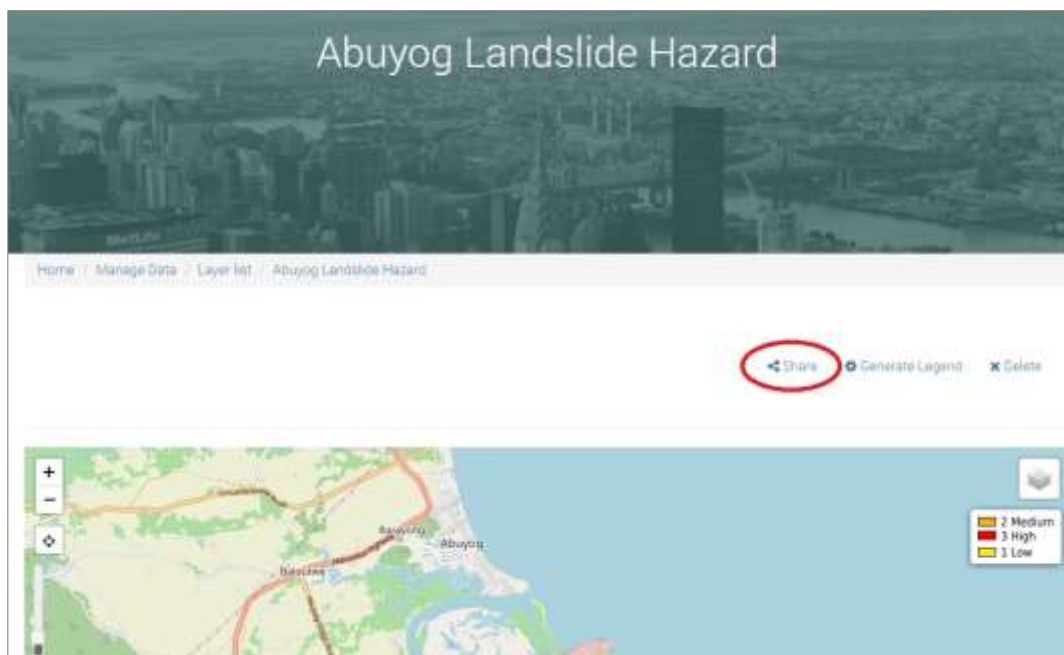 Abuyog Landslide Hazard
MetLife
Home / Manage Data / Layer list / Abuyog Landslide Hazard
Share Generate Legend Delete
+
−
2 Medium
3 High
1 Low
Abuyog